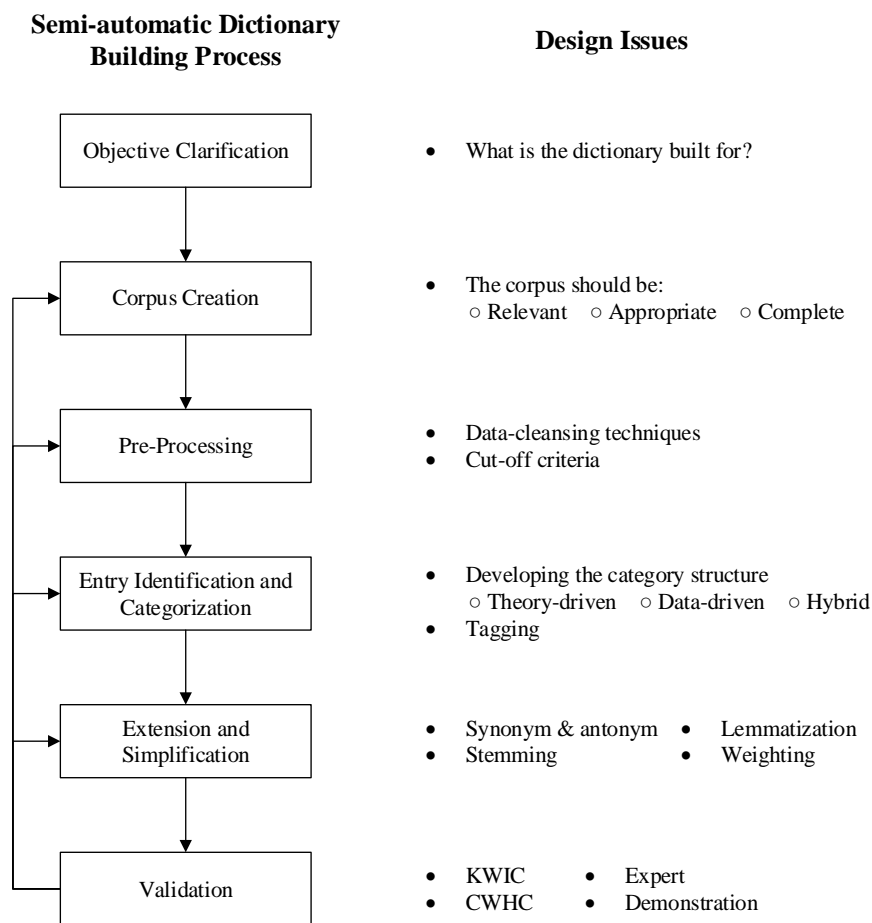 Semi-automatic Dictionary
Building Process
Design Issues
Objective Clarification
• What is the dictionary built for?
Corpus Creation
• The corpus should be:
○ Relevant ○ Appropriate ○ Complete
Pre-Processing
• Data-cleansing techniques
• Cut-off criteria
Entry Identification and
Categorization
• Developing the category structure
○ Theory-driven ○ Data-driven ○ Hybrid
• Tagging
Extension and
Simplification
• Synonym & antonym • Lemmatization
• Stemming • Weighting
Validation
• KWIC • Expert
• CWHC • Demonstration